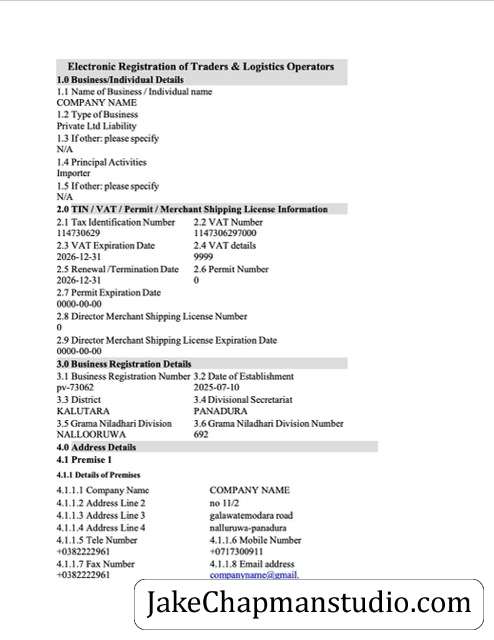 Electronic Registration of Traders & Logistics Operators
1.0 Business/Individual Details
1.1 Name of Business / Individual name
COMPANY NAME
1.2 Type of Business
Private Ltd Liability
1.3 If other: please specify
N/A
1.4 Principal Activities
Importer
1.5 If other: please specify
N/A
2.0 TIN / VAT / Permit / Merchant Shipping License Information
2.1 Tax Identification Number 2.2 VAT Number
114730629 1147306297000
2.3 VAT Expiration Date 2.4 VAT details
2026-12-31 9999
2.5 Renewal /Termination Date 2.6 Permit Number
2026-12-31 0
2.7 Permit Expiration Date
0000-00-00
2.8 Director Merchant Shipping License Number
0
2.9 Director Merchant Shipping License Expiration Date
0000-00-00
3.0 Business Registration Details
3.1 Business Registration Number 3.2 Date of Establishment
pv-73062 2025-07-10
3.3 District 3.4 Divisional Secretariat
KALUTARA PANADURA
3.5 Grama Niladhari Division 3.6 Grama Niladhari Division Number
NALLOORUWA 692
4.0 Address Details
4.1 Premise 1
4.1.1 Details of Premises
4.1.1.1 Company Name COMPANY NAME
4.1.1.2 Address Line 2 no 11/2
4.1.1.3 Address Line 3 galawatemodara road
4.1.1.4 Address Line 4 nalluruwa-panadura
4.1.1.5 Tele Number 4.1.1.6 Mobile Number
+0382222961 +0717300911
4.1.1.7 Fax Number 4.1.1.8 Email address
+0382222961 companyname@gmail.
JakeChapmanstudio.com